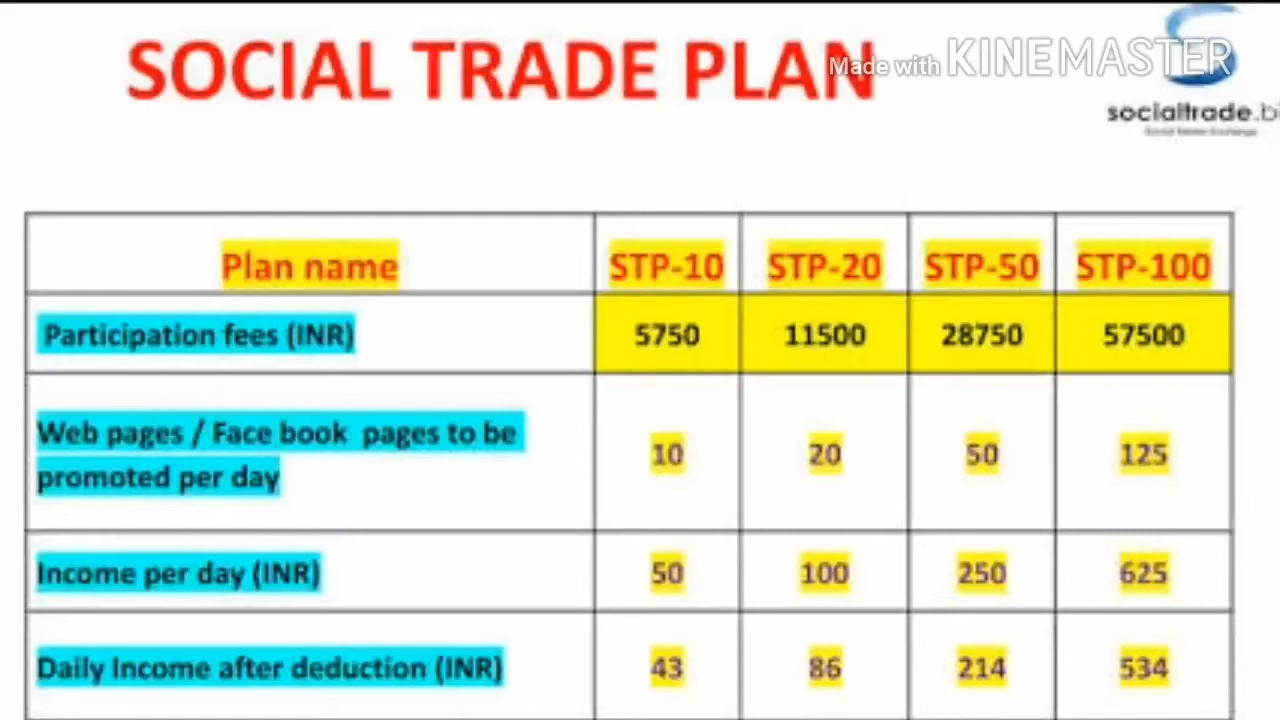 SOCIAL TRADE PLAN
Made with KINEMASTER
socialtrade.bi
Plan name STP-10 STP-20 STP-50 STP-100
Participation fees (INR) 5750 11500 28750 57500
Web pages / Face book pages to be
promoted per day 10 20 50 125
Income per day (INR) 50 100 250 625
Daily Income after deduction (INR) 43 86 214 534